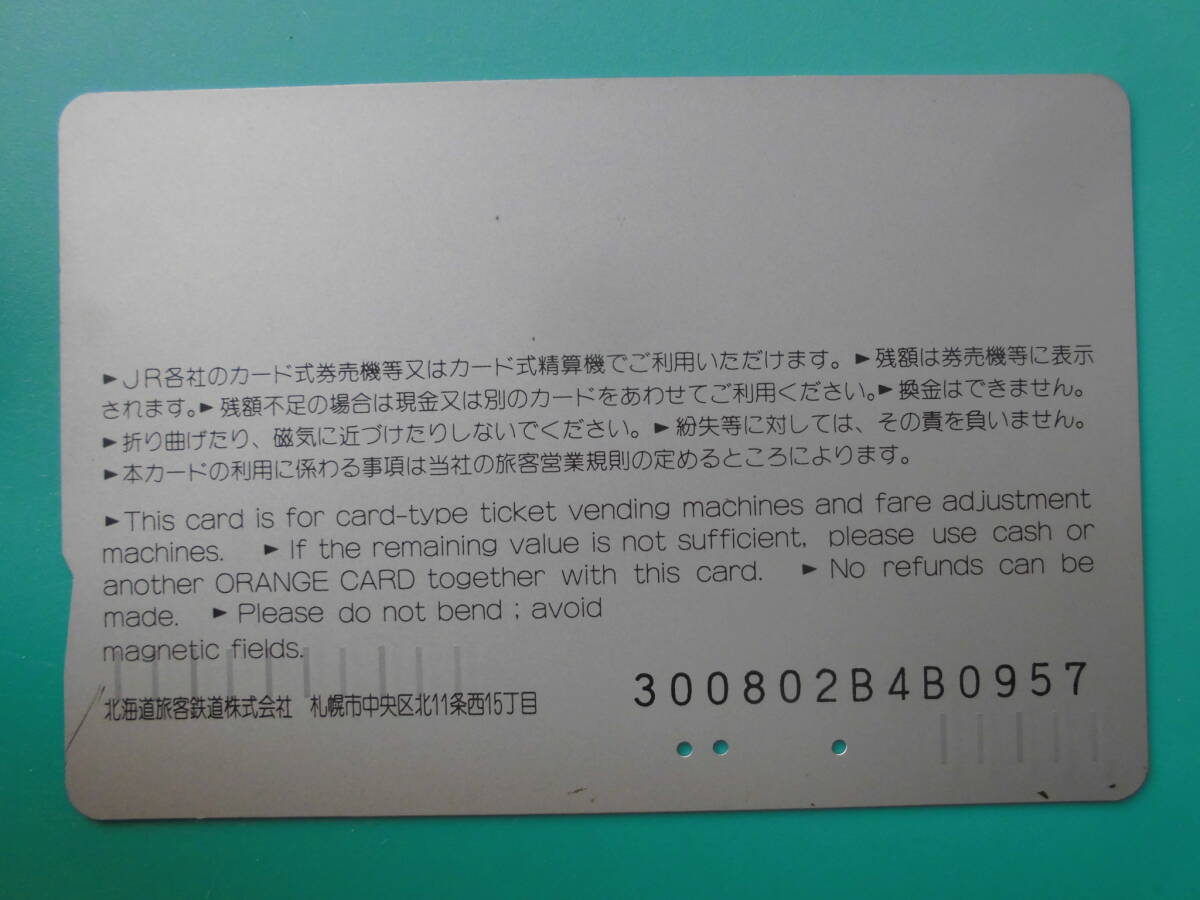 ►JR各社のカード式券売機等又はカード式精算機でご利用いただけます。►残額は券売機等に表示
されます。►残額不足の場合は現金又は別のカードをあわせてご利用ください。►換金はできません。
►折り曲げたり、磁気に近づけたりしないでください。►紛失等に対しては、その責を負いません。
►本カードの利用に係わる事項は当社の旅客営業規則の定めるところによります。
►This card is for card-type ticket vending machines and fare adjustment
machines. ►If the remaining value is not sufficient, please use cash or
another ORANGE CARD together with this card. ►No refunds can be
made. ►Please do not bend ; avoid
magnetic fields.
北海道旅客鉄道株式会社 札幌市中央区北11条西15丁目
300802B4B0957